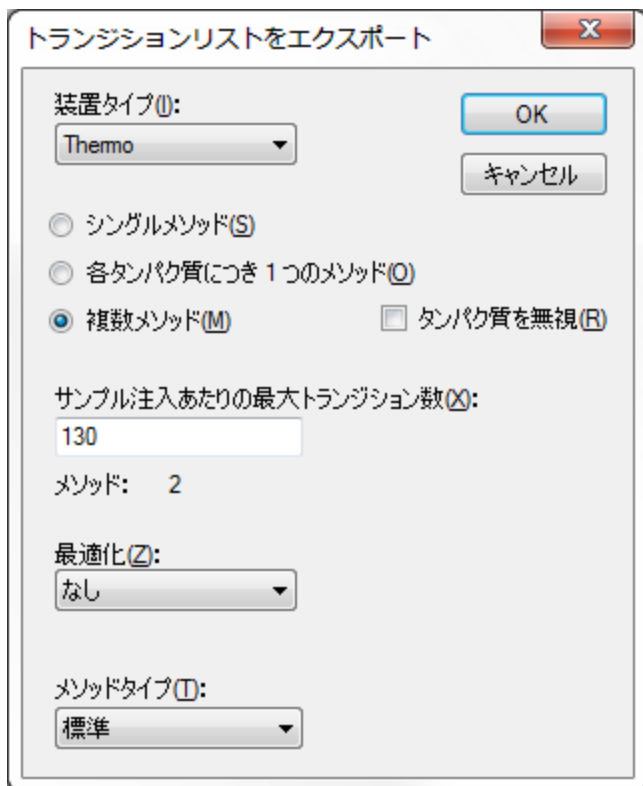 トランジションリストをエクスポート
装置タイプ(I):
Thermo
OK
キャンセル
シングルメソッド(S)
各タンパク質につき 1 つのメソッド(O)
複数メソッド(M)
タンパク質を無視(R)
サンプル注入あたりの最大トランジション数(X):
130
メソッド: 2
最適化(Z):
なし
メソッドタイプ(T):
標準